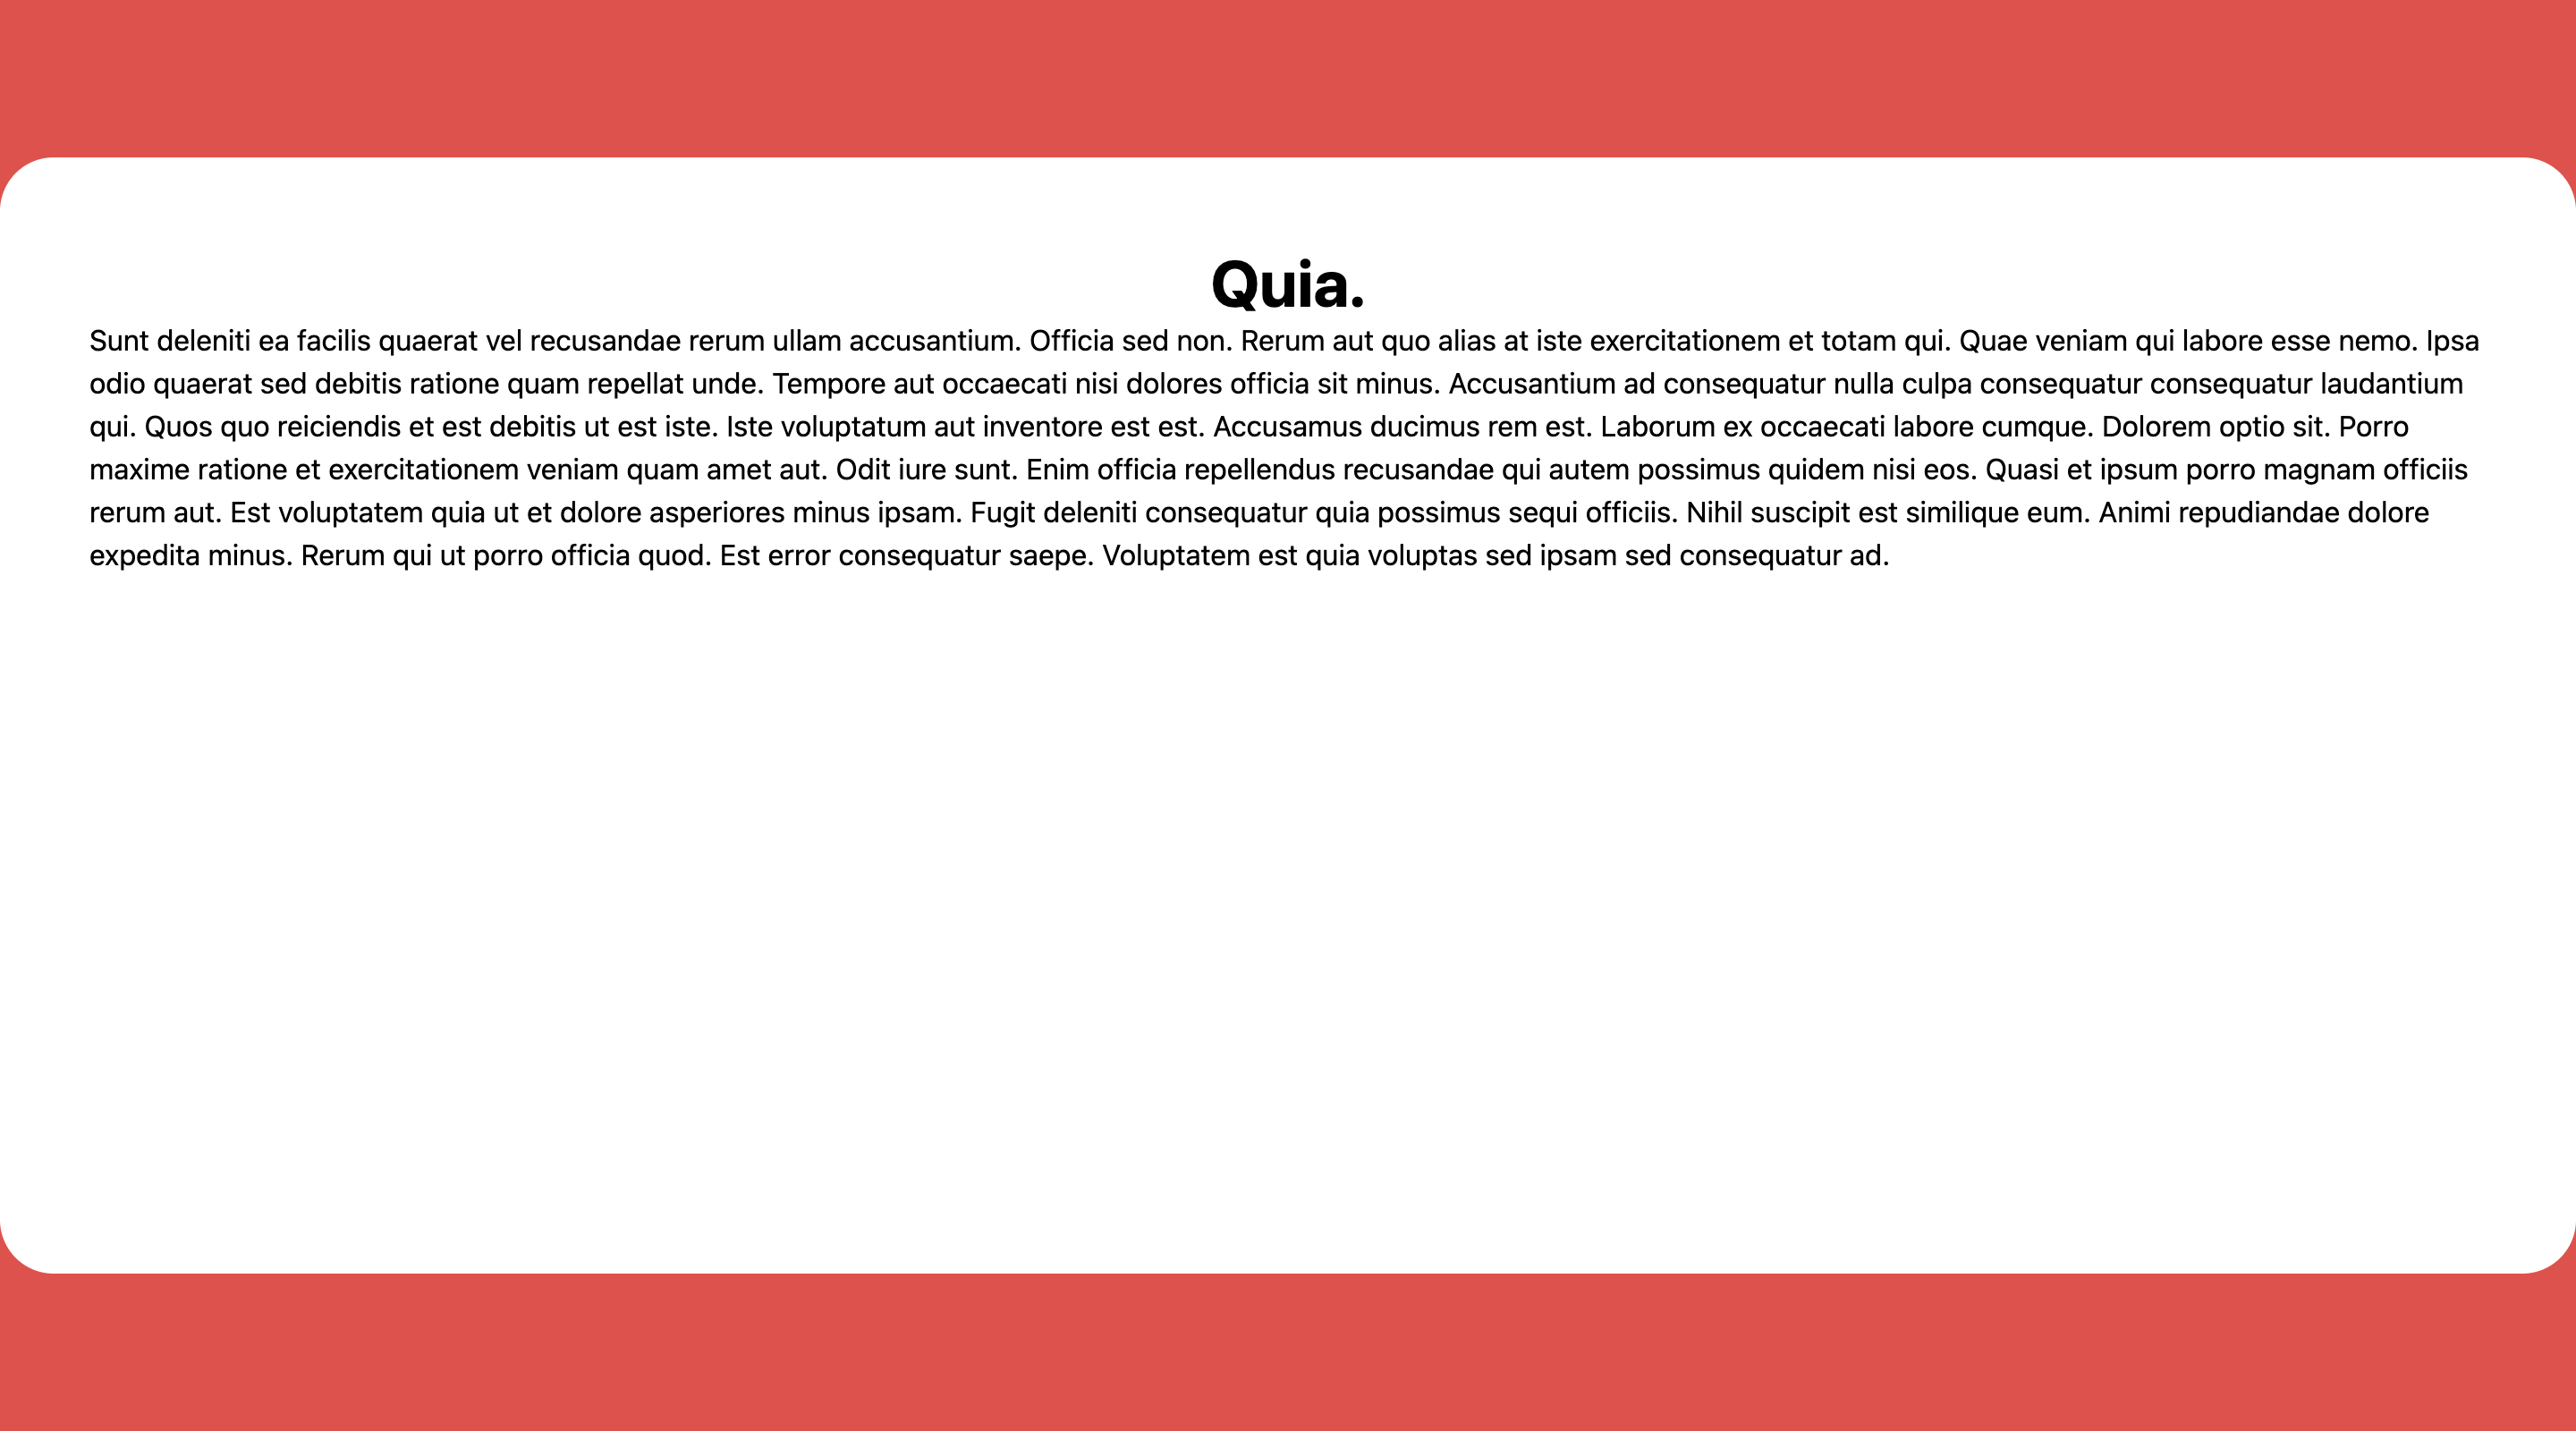 Quia.
Sunt deleniti ea facilis quaerat vel recusandae rerum ullam accusantium. Officia sed non. Rerum aut quo alias at iste exercitationem et totam qui. Quae veniam qui labore esse nemo. Ipsa
odio quaerat sed debitis ratione quam repellat unde. Tempore aut occaecati nisi dolores officia sit minus. Accusantium ad consequatur nulla culpa consequatur consequatur laudantium
qui. Quos quo reiciendis et est debitis ut est iste. Iste voluptatum aut inventore est est. Accusamus ducimus rem est. Laborum ex occaecati labore cumque. Dolorem optio sit. Porro
maxime ratione et exercitationem veniam quam amet aut. Odit iure sunt. Enim officia repellendus recusandae qui autem possimus quidem nisi eos. Quasi et ipsum porro magnam officiis
rerum aut. Est voluptatem quia ut et dolore asperiores minus ipsam. Fugit deleniti consequatur quia possimus sequi officiis. Nihil suscipit est similique eum. Animi repudiandae dolore
expedita minus. Rerum qui ut porro officia quod. Est error consequatur saepe. Voluptatem est quia voluptas sed ipsam sed consequatur ad.